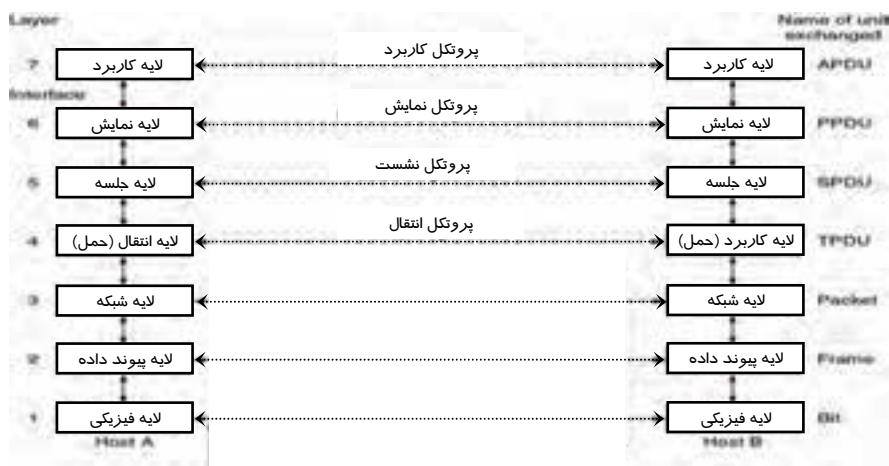 Layer
Name of unit
exchanged
7
لایه کاربرد
پروتکل کاربرد
لایه کاربرد
APDU
Interface
6
لایه نمایش
پروتکل نمایش
لایه نمایش
PPDU
5
لایه جلسه
پروتکل نشست
لایه جلسه
SPDU
4
لایه انتقال (حمل)
پروتکل انتقال
لایه کاربرد (حمل)
TPDU
3
لایه شبکه
لایه شبکه
Packet
2
لایه پیوند داده
لایه پیوند داده
Frame
1
لایه فیزیکی
لایه فیزیکی
Bit
Host A
Host B